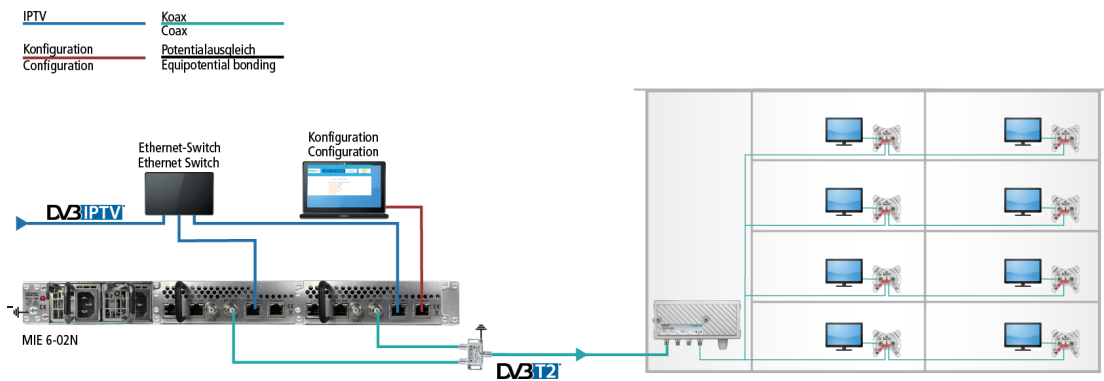 IPTV
Koax
Coax
Konfiguration
Configuration
Potentialausgleich
Equipotential bonding
Ethernet-Switch
Ethernet Switch
Konfiguration
Configuration
DVB IPTV
MIE 6-02N
DVB T2